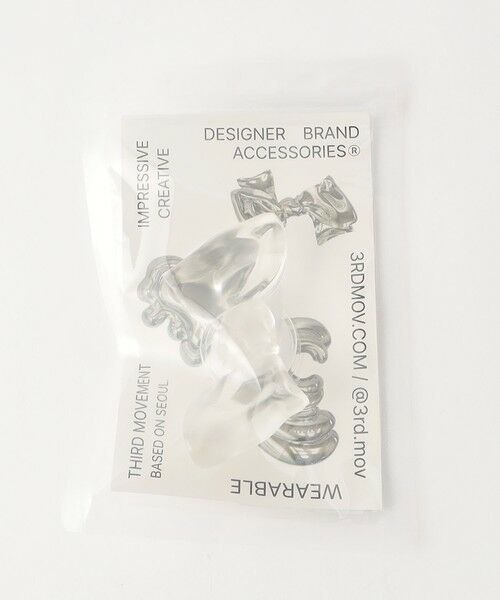 DESIGNER BRAND
ACCESSORIES®
IMPRESSIVE
CREATIVE
3RDMOV.COM / @3rd.mov
THIRD MOVEMENT
BASED ON SEOUL
WEARABLE